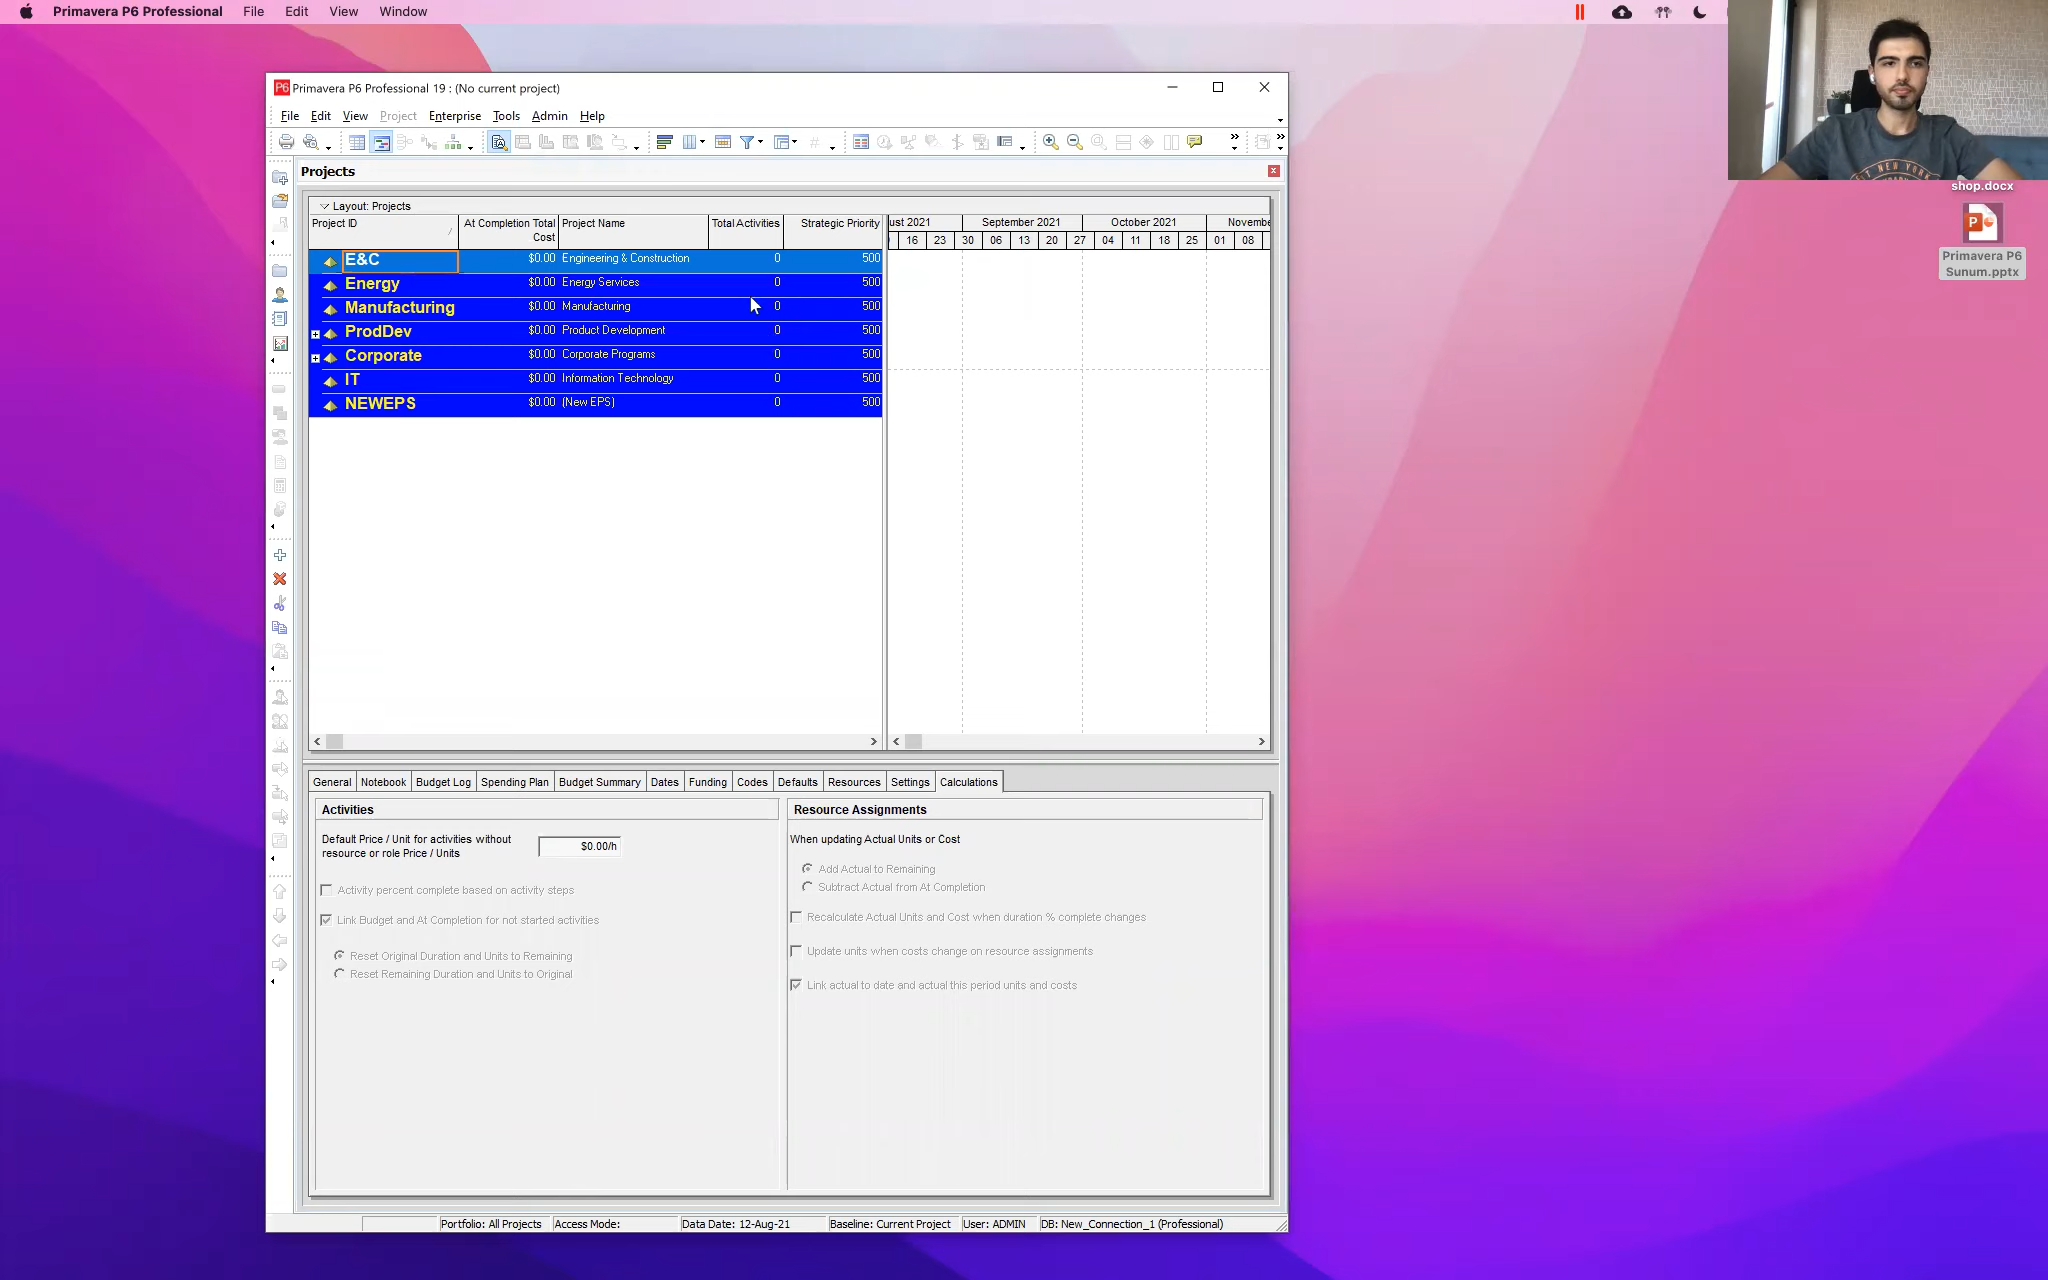 Primavera P6 Professional File Edit View Window
P6 Primavera P6 Professional 19 : (No current project)
File Edit View Project Enterprise Tools Admin Help
Projects
Layout: Projects
Project ID At Completion Total Cost Project Name Total Activities Strategic Priority
ust 2021 September 2021 October 2021 Novembe
16 23 30 06 13 20 27 04 11 18 25 01 08
E&C $0.00 Engineering & Construction 0 500
Energy $0.00 Energy Services 0 500
Manufacturing $0.00 Manufacturing 0 500
ProdDev $0.00 Product Development 0 500
Corporate $0.00 Corporate Programs 0 500
IT $0.00 Information Technology 0 500
NEWEPS $0.00 (New EPS) 0 500
General Notebook Budget Log Spending Plan Budget Summary Dates Funding Codes Defaults Resources Settings Calculations
Activities
Default Price / Unit for activities without
resource or role Price / Units
$0.00/h
Activity percent complete based on activity steps
Link Budget and At Completion for not started activities
Reset Original Duration and Units to Remaining
Reset Remaining Duration and Units to Original
Resource Assignments
When updating Actual Units or Cost
Add Actual to Remaining
Subtract Actual from At Completion
Recalculate Actual Units and Cost when duration % complete changes
Update units when costs change on resource assignments
Link actual to date and actual this period units and costs
Portfolio: All Projects Access Mode: Data Date: 12-Aug-21 Baseline: Current Project User: ADMIN DB: New_Connection_1 (Professional)
NEW YORK
shop.docx
P
Primavera P6
Sunum.pptx